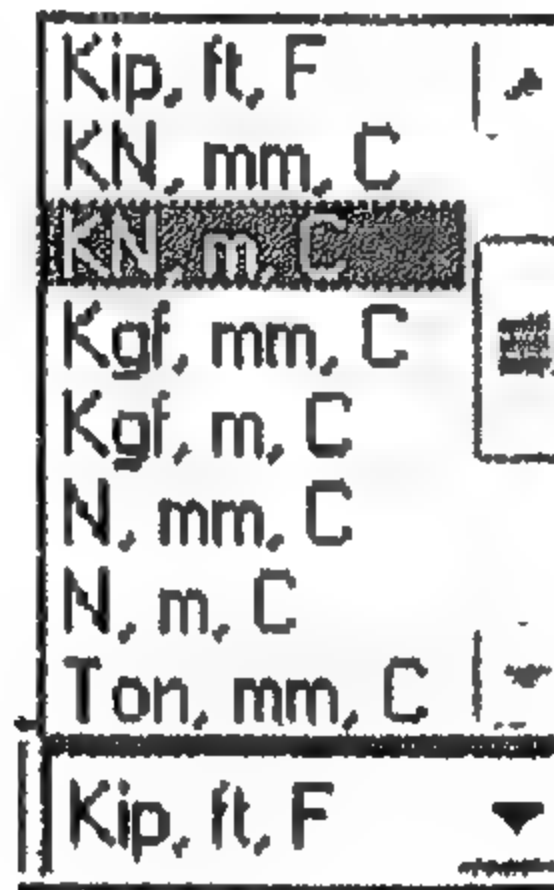 Kip, ft, F
KN, mm, C
KN, m, C
Kgf, mm, C
Kgf, m, C
N, mm, C
N, m, C
Ton, mm, C
Kip, ft, F